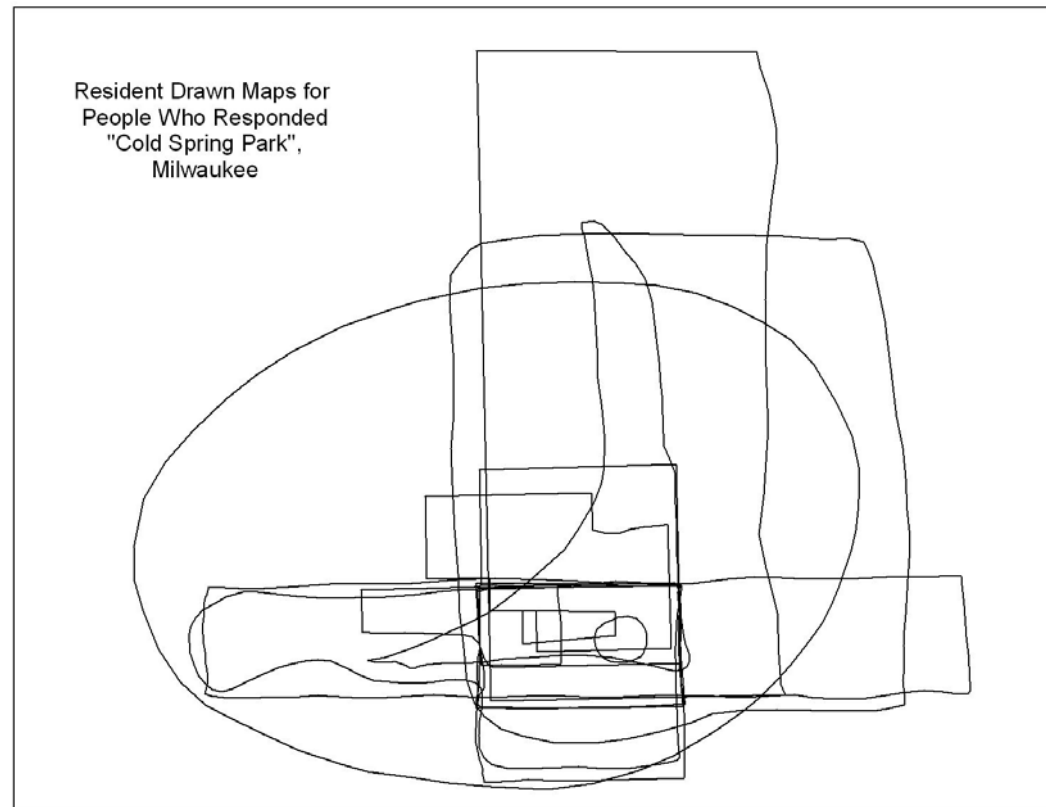 Resident Drawn Maps for
People Who Responded
"Cold Spring Park",
Milwaukee